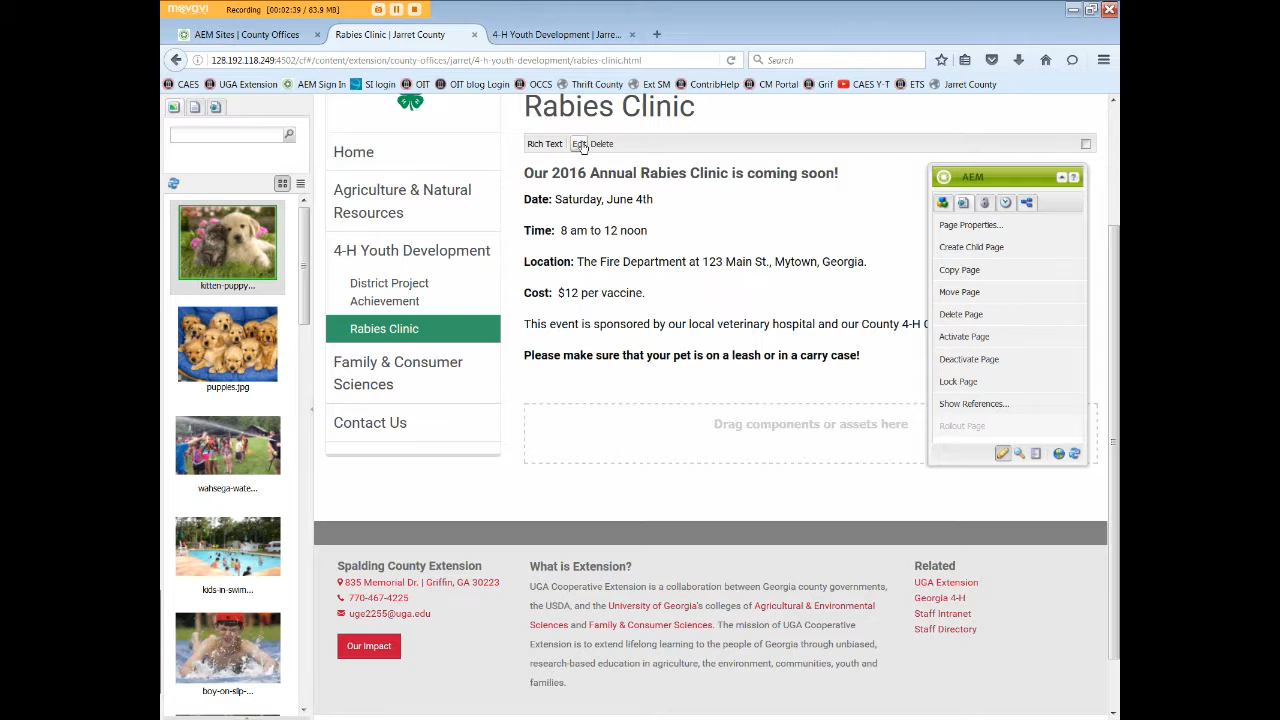 movavi
Recording [ 00:02:39 / 83.9 MB ]
AEM Sites | County Offices
Rabies Clinic | Jarret County
4-H Youth Development | Jarre...
128.192.118.249:4502/cf#/content/extension/county-offices/jarret/4-h-youth-development/rabies-clinic.html
Search
CAES
UGA Extension
AEM Sign In
SI login
OIT
OIT blog Login
OCCS
Thrift County
Ext SM
ContribHelp
CM Portal
Grif
CAES Y-T
ETS
Jarret County
Rabies Clinic
Rich Text
Edit
Delete
kitten-puppy...
puppies.jpg
wahsega-wate...
kids-in-swim...
boy-on-slip-...
Home
Agriculture & Natural
Resources
4-H Youth Development
District Project
Achievement
Rabies Clinic
Family & Consumer
Sciences
Contact Us
Our 2016 Annual Rabies Clinic is coming soon!
Date: Saturday, June 4th
Time: 8 am to 12 noon
Location: The Fire Department at 123 Main St., Mytown, Georgia.
Cost: $12 per vaccine.
This event is sponsored by our local veterinary hospital and our County 4-H
Please make sure that your pet is on a leash or in a carry case!
Drag components or assets here
AEM
Page Properties...
Create Child Page
Copy Page
Move Page
Delete Page
Activate Page
Deactivate Page
Lock Page
Show References...
Rollout Page
Spalding County Extension
835 Memorial Dr. | Griffin, GA 30223
770-467-4225
uge2255@uga.edu
Our Impact
What is Extension?
UGA Cooperative Extension is a collaboration between Georgia county governments,
the USDA, and the University of Georgia's colleges of Agricultural & Environmental
Sciences and Family & Consumer Sciences. The mission of UGA Cooperative
Extension is to extend lifelong learning to the people of Georgia through unbiased,
research-based education in agriculture, the environment, communities, youth and
families.
Related
UGA Extension
Georgia 4-H
Staff Intranet
Staff Directory